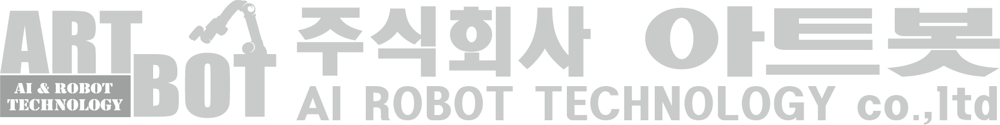 ART
BOT
AI & ROBOT
TECHNOLOGY
주식회사 아트봇
AI ROBOT TECHNOLOGY co.,ltd